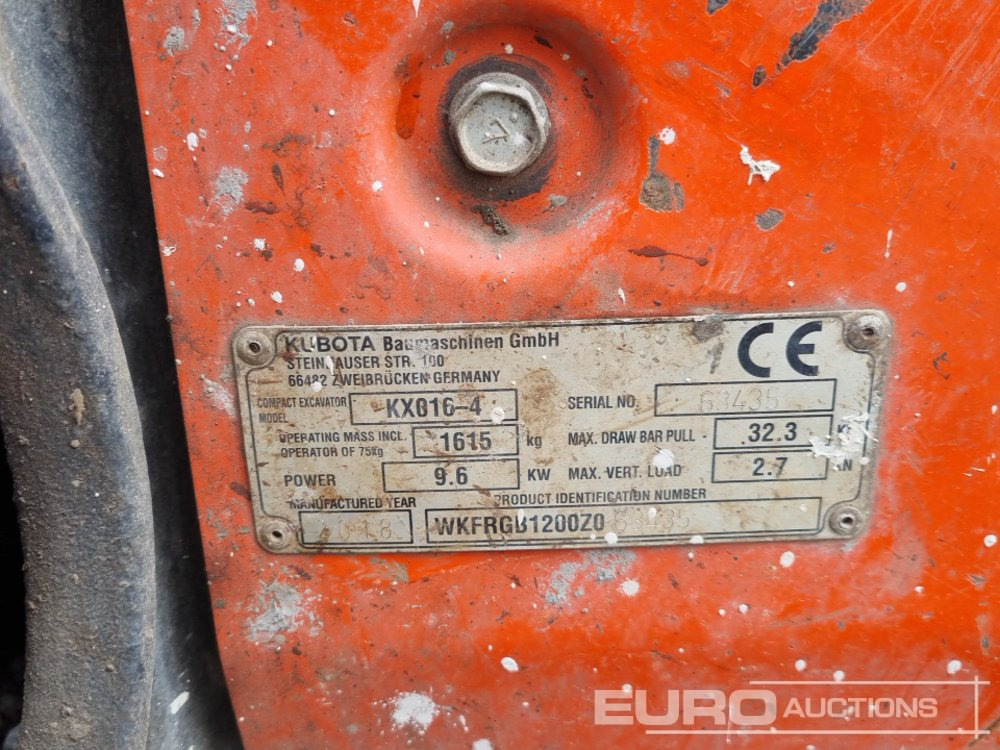 KUBOTA Baumaschinen GmbH
STEINHAUSER STR. 100
66482 ZWEIBRÜCKEN GERMANY
CE
COMPACT EXCAVATOR MODEL KX016-4
SERIAL NO. 63435
OPERATING MASS INCL. OPERATOR OF 75Kg 1615 kg
MAX. DRAW BAR PULL 32.3
POWER 9.6 KW
MAX. VERT. LOAD 2.7 KN
MANUFACTURED YEAR 2018
PRODUCT IDENTIFICATION NUMBER
WKFRGB1200Z063435
EURO AUCTIONS